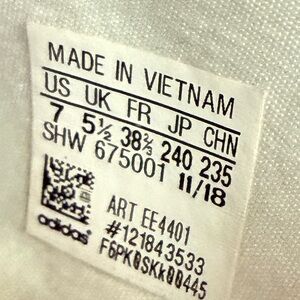 MADE IN VIETNAM
US UK FR JP CHN
7 5½ 38⅔ 240 235
SHW 675001 11/18
ART EE4401
#121843533
adidas